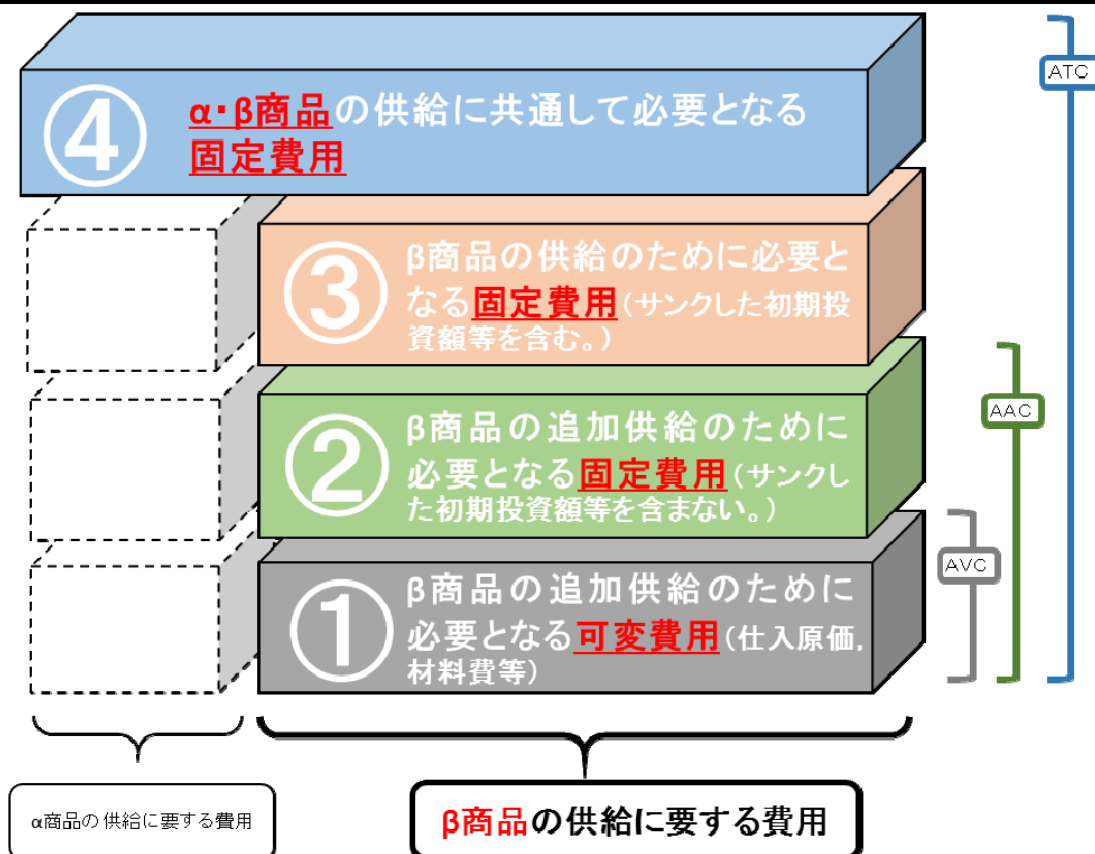 ATC
④ α・β商品の供給に共通して必要となる
固定費用
③ β商品の供給のために必要と
なる固定費用(サンクした初期投
資額等を含む。)
AAC
② β商品の追加供給のために
必要となる固定費用(サンクし
た初期投資額等を含まない。)
AVC
① β商品の追加供給のために
必要となる可変費用(仕入原価,
材料費等)
α商品の供給に要する費用
β商品の供給に要する費用